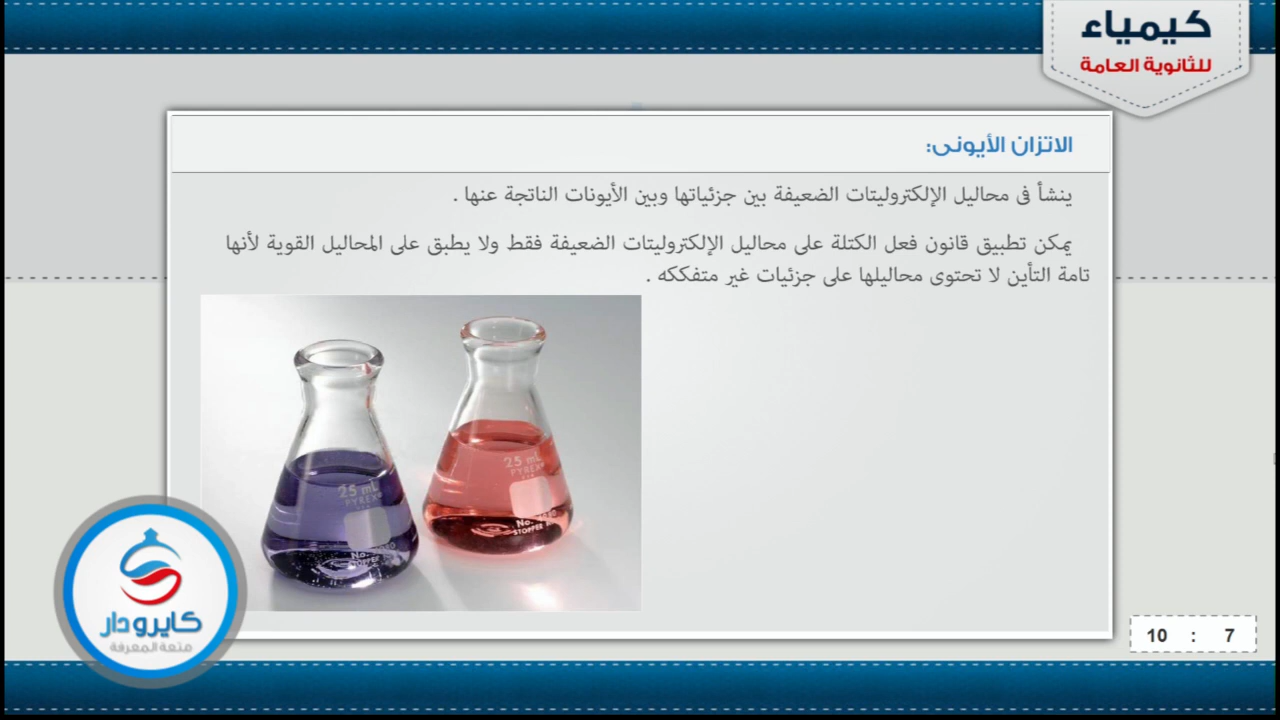 كيمياء
للثانوية العامة
الاتزان الأيونى:
ينشأ فى محاليل الإلكتروليتات الضعيفة بين جزئياتها وبين الأيونات الناتجة عنها .
يمكن تطبيق قانون فعل الكتلة على محاليل الإلكتروليتات الضعيفة فقط ولا يطبق على المحاليل القوية لأنها
تامة التأين لا تحتوى محاليلها على جزئيات غير متفككه .
25 mL
PYREX
25 mL
PYREX
No.
STOPPER
No.
STOPPER
كايرودار
متعة المعرفة
10 : 7